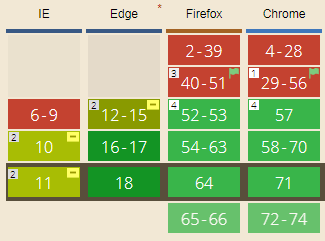 IE Edge * Firefox Chrome
2-39 4-28
3 40-51 1 29-56
6-9 2 12-15 4 52-53 4 57
2 10 16-17 54-63 58-70
2 11 18 64 71
65-66 72-74